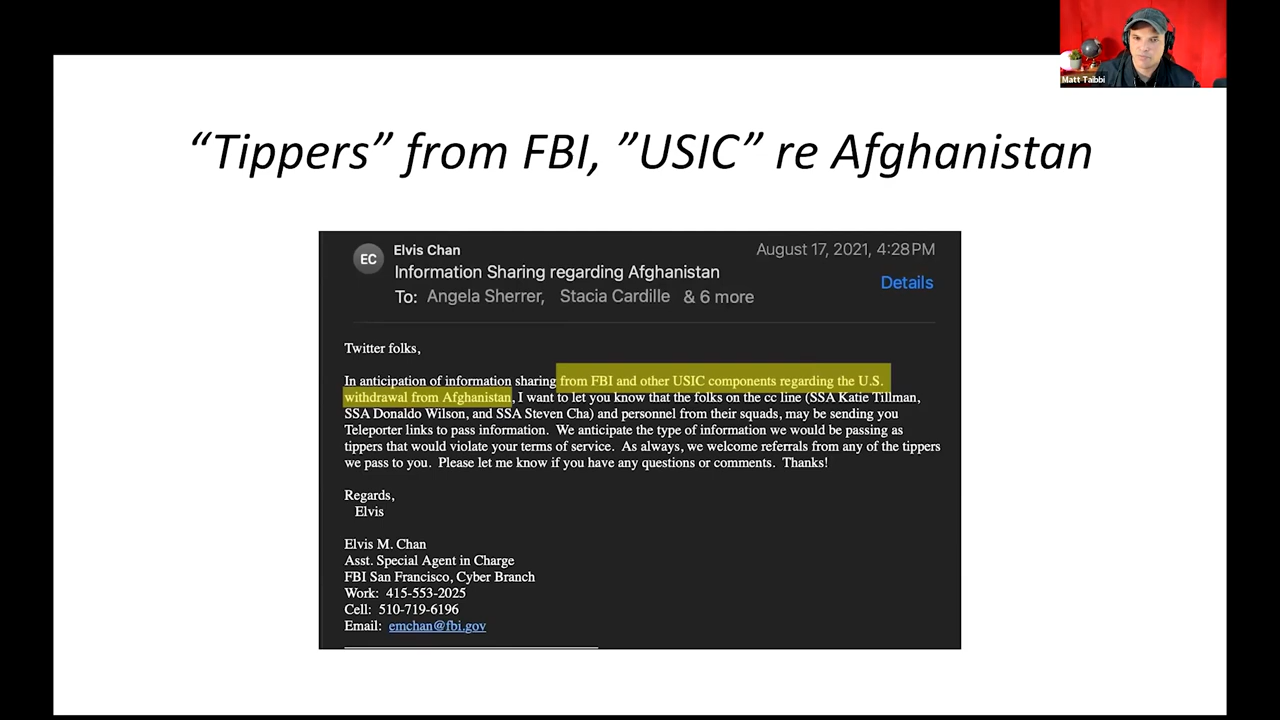 Matt Taibbi
“Tippers” from FBI, ”USIC” re Afghanistan
EC
Elvis Chan
August 17, 2021, 4:28 PM
Information Sharing regarding Afghanistan
Details
To: Angela Sherrer, Stacia Cardille & 6 more
Twitter folks,
In anticipation of information sharing from FBI and other USIC components regarding the U.S.
withdrawal from Afghanistan, I want to let you know that the folks on the cc line (SSA Katie Tillman,
SSA Donaldo Wilson, and SSA Steven Cha) and personnel from their squads, may be sending you
Teleporter links to pass information. We anticipate the type of information we would be passing as
tippers that would violate your terms of service. As always, we welcome referrals from any of the tippers
we pass to you. Please let me know if you have any questions or comments. Thanks!
Regards,
Elvis
Elvis M. Chan
Asst. Special Agent in Charge
FBI San Francisco, Cyber Branch
Work: 415-553-2025
Cell: 510-719-6196
Email: emchan@fbi.gov